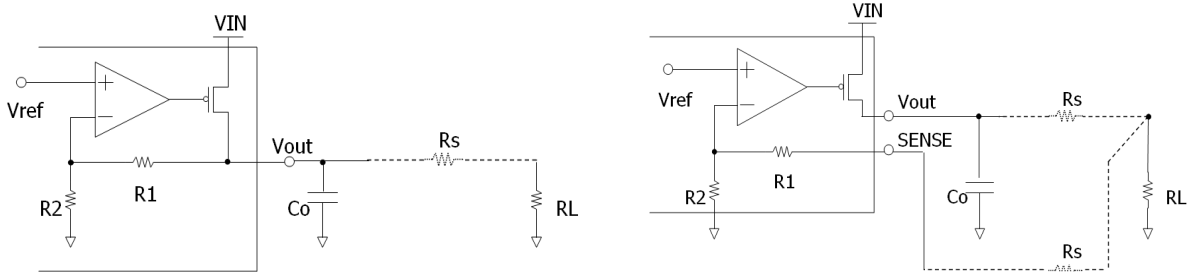 VIN
+
Vref
−
Vout
Rs
R1
R2
Co
RL
VIN
+
Vref
−
Vout
Rs
SENSE
R1
R2
Co
RL
Rs